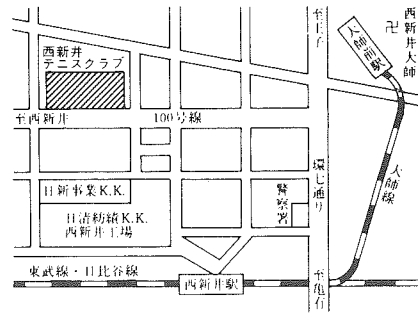 西新井
テニスクラブ
至王子
大師前駅
卍
西新井大師
至西新井
100号線
環七通り
大師線
日新事業K.K.
警察署
日清紡績K.K.
西新井工場
東武線・日比谷線
西新井駅
至亀有